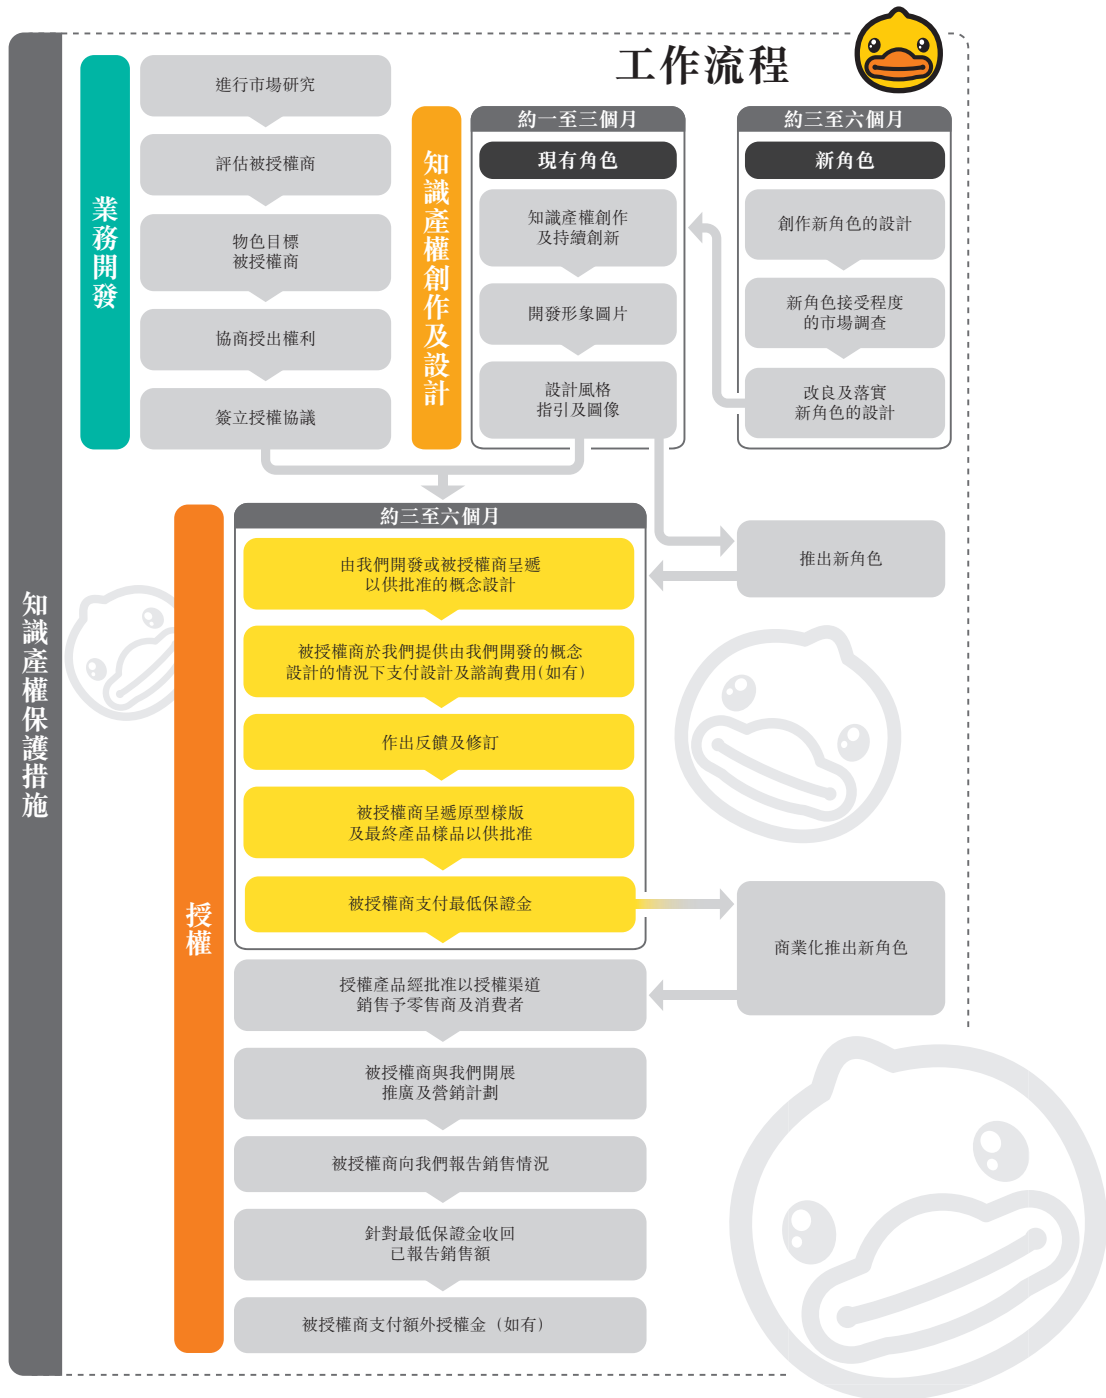 工作流程
知識產權保護措施
業務開發
進行市場研究
評估被授權商
物色目標
被授權商
協商授出權利
簽立授權協議
知識產權創作及設計
約一至三個月
現有角色
知識產權創作
及持續創新
開發形象圖片
設計風格
指引及圖像
約三至六個月
新角色
創作新角色的設計
新角色接受程度
的市場調查
改良及落實
新角色的設計
推出新角色
授權
約三至六個月
由我們開發或被授權商呈遞
以供批准的概念設計
被授權商於我們提供由我們開發的概念
設計的情況下支付設計及諮詢費用(如有)
作出反饋及修訂
被授權商呈遞原型樣版
及最終產品樣品以供批准
被授權商支付最低保證金
商業化推出新角色
授權產品經批准以授權渠道
銷售予零售商及消費者
被授權商與我們開展
推廣及營銷計劃
被授權商向我們報告銷售情況
針對最低保證金收回
已報告銷售額
被授權商支付額外授權金（如有）